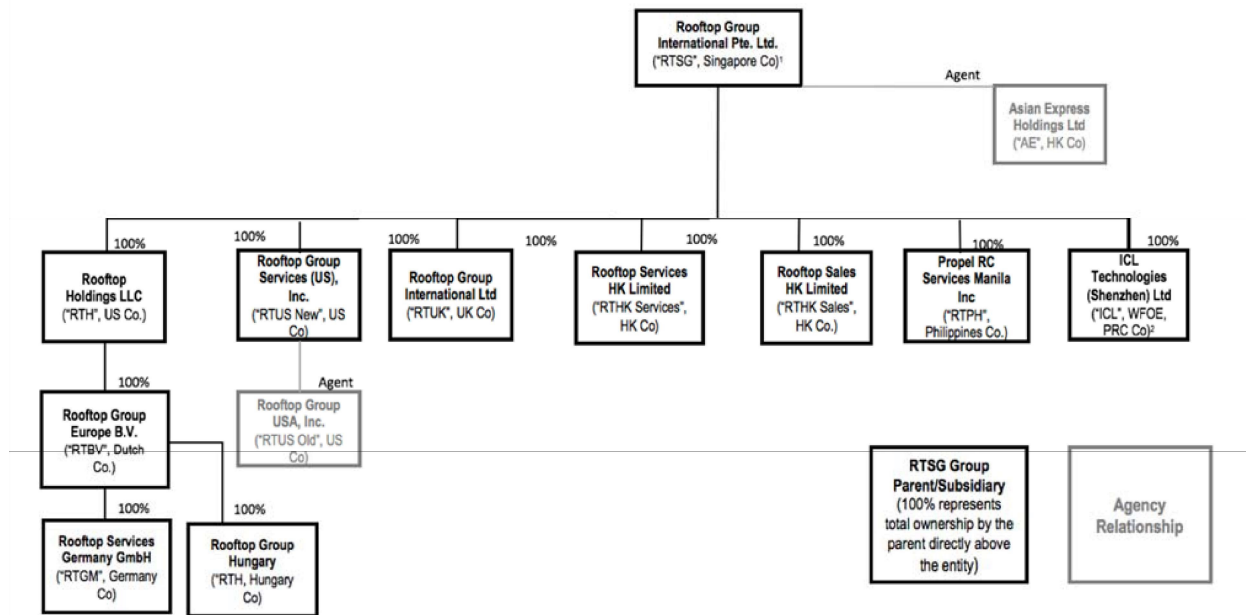 Rooftop Group
International Pte. Ltd.
("RTSG", Singapore Co)¹
Agent
Asian Express
Holdings Ltd
("AE", HK Co)
100%
100%
100%
100%
100%
100%
100%
Rooftop
Holdings LLC
("RTH", US Co.)
Rooftop Group
Services (US),
Inc.
("RTUS New", US
Co)
Rooftop Group
International Ltd
("RTUK", UK Co)
Rooftop Services
HK Limited
("RTHK Services",
HK Co)
Rooftop Sales
HK Limited
("RTHK Sales",
HK Co.)
Propel RC
Services Manila
Inc
("RTPH",
Philippines Co.)
ICL
Technologies
(Shenzhen) Ltd
("ICL", WFOE,
PRC Co)²
100%
Agent
Rooftop Group
Europe B.V.
("RTBV", Dutch
Co.)
Rooftop Group
USA, Inc.
("RTUS Old", US
Co)
100%
100%
Rooftop Services
Germany GmbH
("RTGM", Germany
Co)
Rooftop Group
Hungary
("RTH, Hungary
Co)
RTSG Group
Parent/Subsidiary
(100% represents
total ownership by the
parent directly above
the entity)
Agency
Relationship